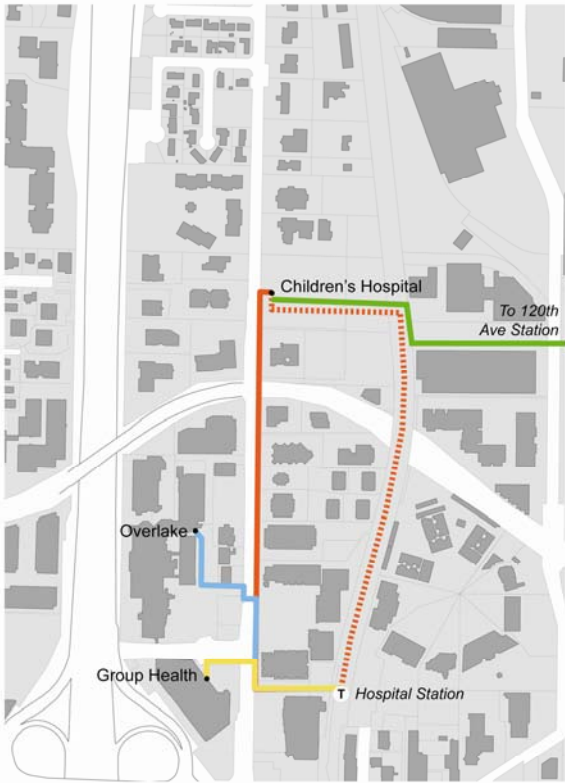 Children's Hospital
To 120th
Ave Station
Overlake
Group Health
T Hospital Station